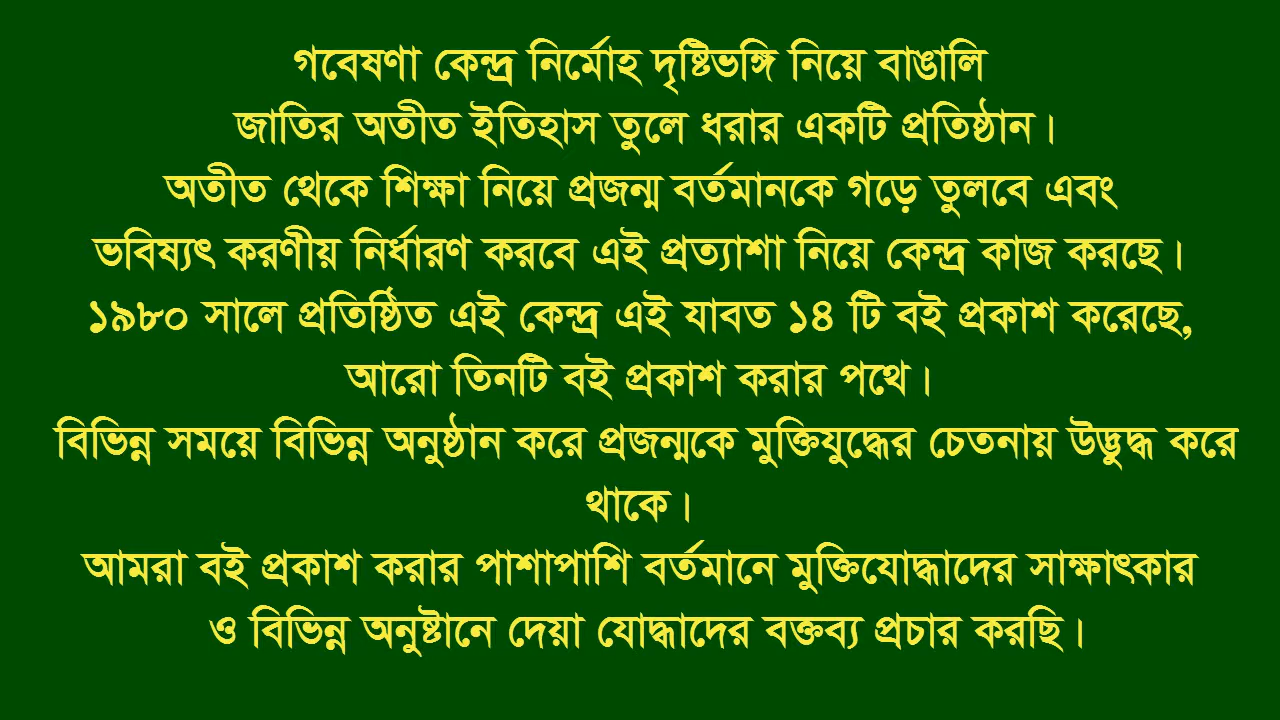 গবেষণা কেন্দ্র নির্মোহ দৃষ্টিভঙ্গি নিয়ে বাঙালি
জাতির অতীত ইতিহাস তুলে ধরার একটি প্রতিষ্ঠান।
অতীত থেকে শিক্ষা নিয়ে প্রজন্ম বর্তমানকে গড়ে তুলবে এবং
ভবিষ্যৎ করণীয় নির্ধারণ করবে এই প্রত্যাশা নিয়ে কেন্দ্র কাজ করছে।
১৯৮০ সালে প্রতিষ্ঠিত এই কেন্দ্র এই যাবত ১৪ টি বই প্রকাশ করেছে,
আরো তিনটি বই প্রকাশ করার পথে।
বিভিন্ন সময়ে বিভিন্ন অনুষ্ঠান করে প্রজন্মকে মুক্তিযুদ্ধের চেতনায় উদ্ভুদ্ধ করে
থাকে।
আমরা বই প্রকাশ করার পাশাপাশি বর্তমানে মুক্তিযোদ্ধাদের সাক্ষাৎকার
ও বিভিন্ন অনুষ্টানে দেয়া যোদ্ধাদের বক্তব্য প্রচার করছি।